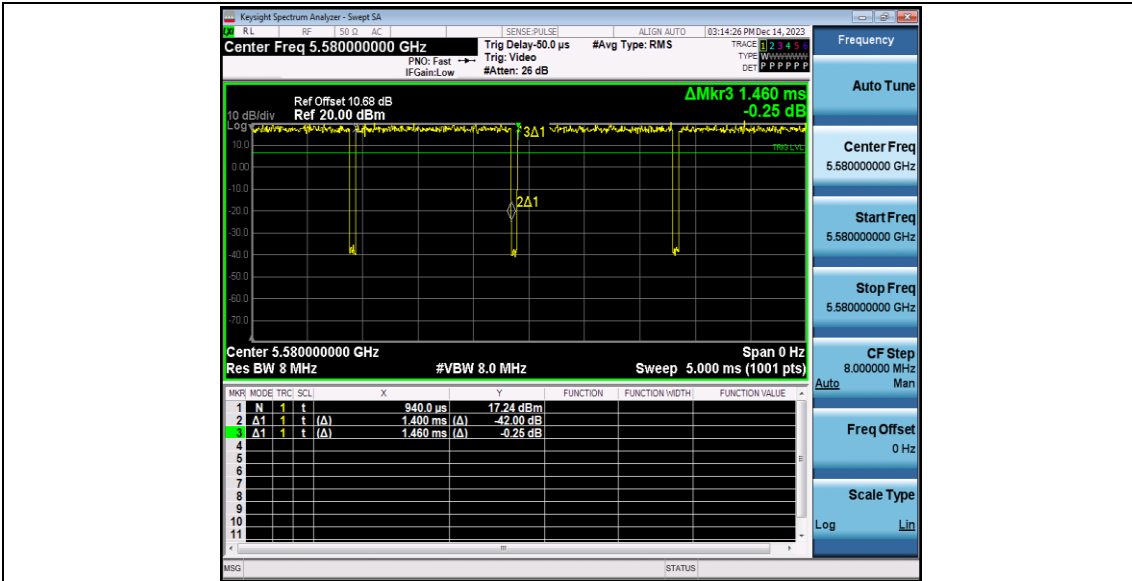 Keysight Spectrum Analyzer - Swept SA
RL RF 50 Ω AC SENSE:PULSE ALIGN AUTO 03:14:26 PM Dec 14, 2023
Center Freq 5.580000000 GHz
Trig Delay-50.0 µs #Avg Type: RMS TRACE 1 2 3 4 5 6
PNO: Fast Trig: Video TYPE W
IFGain:Low #Atten: 26 dB DET P P P P P P
Frequency
ΔMkr3 1.460 ms
-0.25 dB
Ref Offset 10.68 dB
10 dB/div Ref 20.00 dBm
Log
10.0
0.00
-10.0
-20.0
-30.0
-40.0
-50.0
-60.0
-70.0
3Δ1
TRIG LVL
2Δ1
Center 5.580000000 GHz Span 0 Hz
Res BW 8 MHz #VBW 8.0 MHz Sweep 5.000 ms (1001 pts)
MKR MODE TRC SCL X Y FUNCTION FUNCTION WIDTH FUNCTION VALUE
1 N 1 t 940.0 µs 17.24 dBm
2 Δ1 1 t (Δ) 1.400 ms (Δ) -42.00 dB
3 Δ1 1 t (Δ) 1.460 ms (Δ) -0.25 dB
4
5
6
7
8
9
10
11
MSG STATUS
Auto Tune
Center Freq
5.580000000 GHz
Start Freq
5.580000000 GHz
Stop Freq
5.580000000 GHz
CF Step
8.000000 MHz
Auto Man
Freq Offset
0 Hz
Scale Type
Log Lin